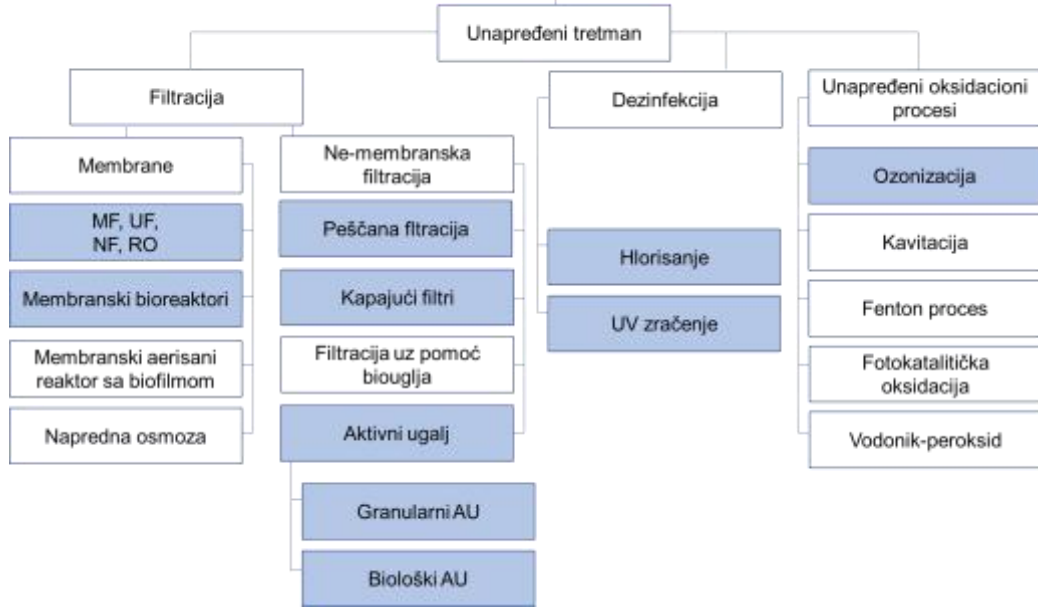 Unapređeni tretman
Filtracija
Membrane
MF, UF,
NF, RO
Membranski bioreaktori
Membranski aerisani
reaktor sa biofilmom
Napredna osmoza
Ne-membranska
filtracija
Peščana fltracija
Kapajući filtri
Filtracija uz pomoć
biouglja
Aktivni ugalj
Granularni AU
Biološki AU
Dezinfekcija
Hlorisanje
UV zračenje
Unapređeni oksidacioni
procesi
Ozonizacija
Kavitacija
Fenton proces
Fotokatalitička
oksidacija
Vodonik-peroksid